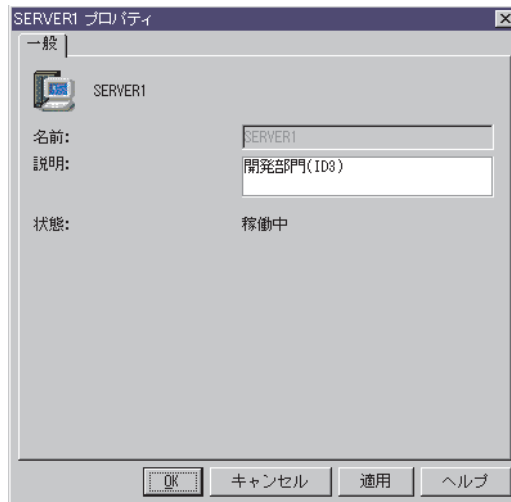 SERVER1 プロパティ
一般
SERVER1
名前: SERVER1
説明: 開発部門(ID3)
状態: 稼働中
OK キャンセル 適用 ヘルプ